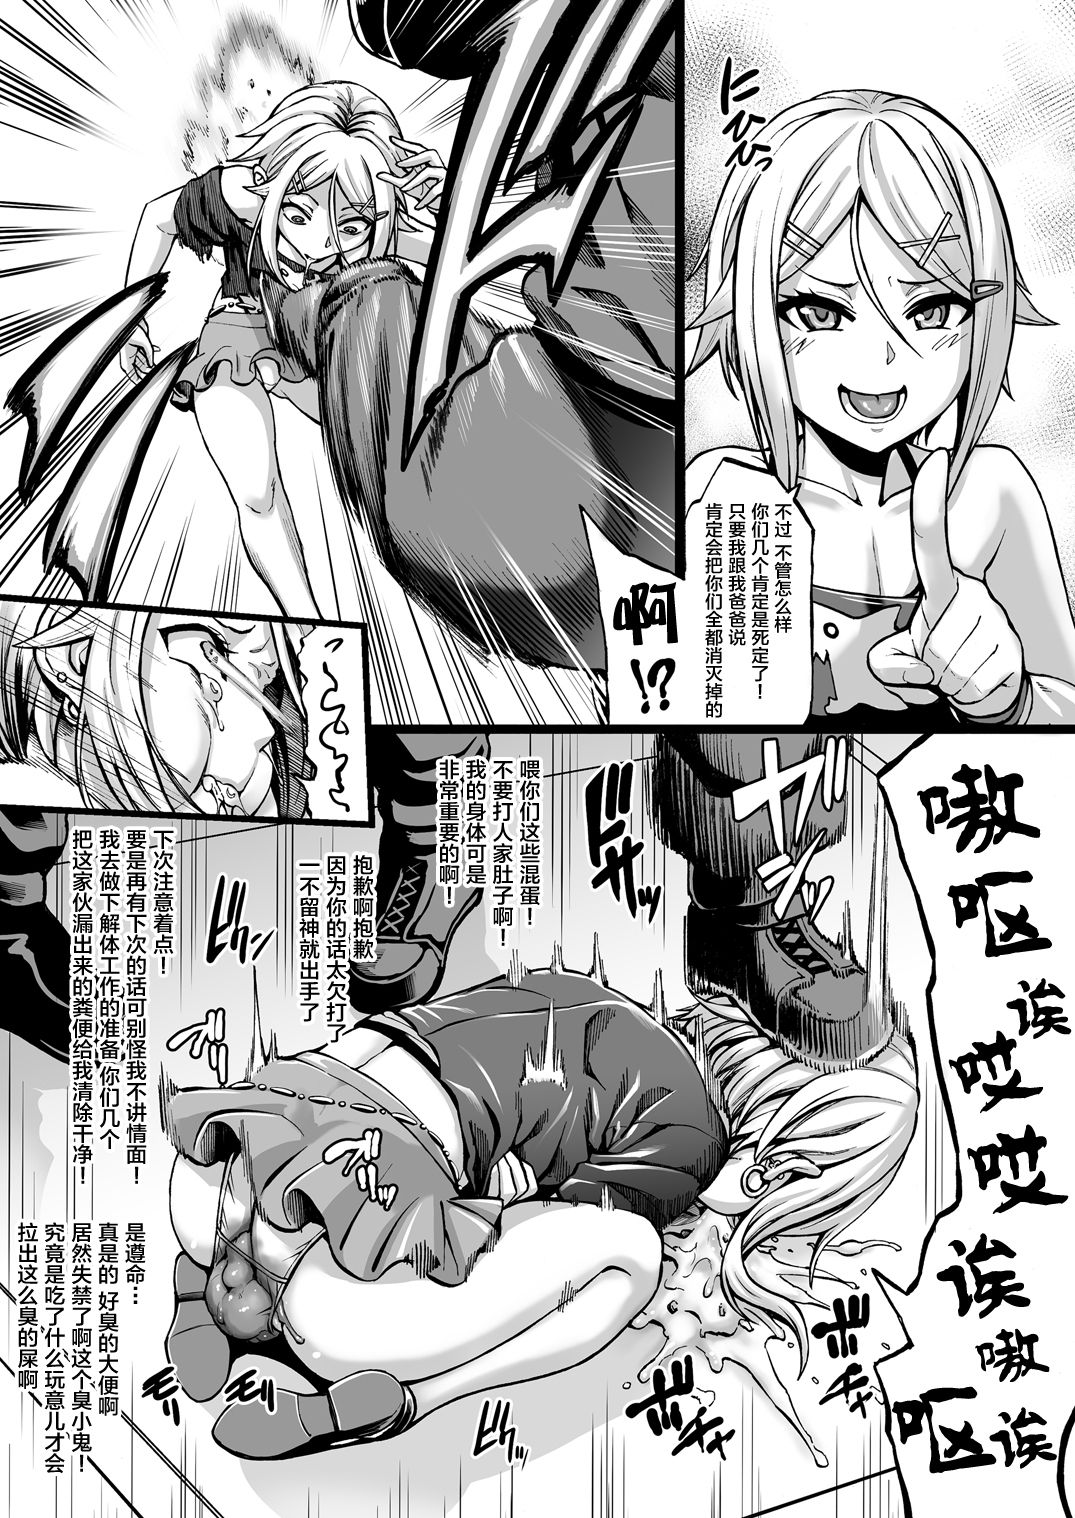 にひひっ
不过 不管怎么样
你们几个肯定是死定了！
只要我跟我爸爸说
肯定会把你们全都消灭掉的
啊!?
喂你们这些混蛋！
不要打人家肚子啊！
我的身体可是
非常重要的啊！
抱歉啊抱歉
因为你的话太欠打了
一不留神就出手了
下次注意着点！
要是再有下次的话可别怪我不讲情面！
我去做下解体工作的准备 你们几个
把这家伙漏出来的粪便给我清除干净！
是遵命…
真是的 好臭的大便啊
居然失禁了啊这个臭小鬼！
究竟是吃了什么玩意儿才会
拉出这么臭的屎啊
嗷呕诶哎哎诶嗷呕诶